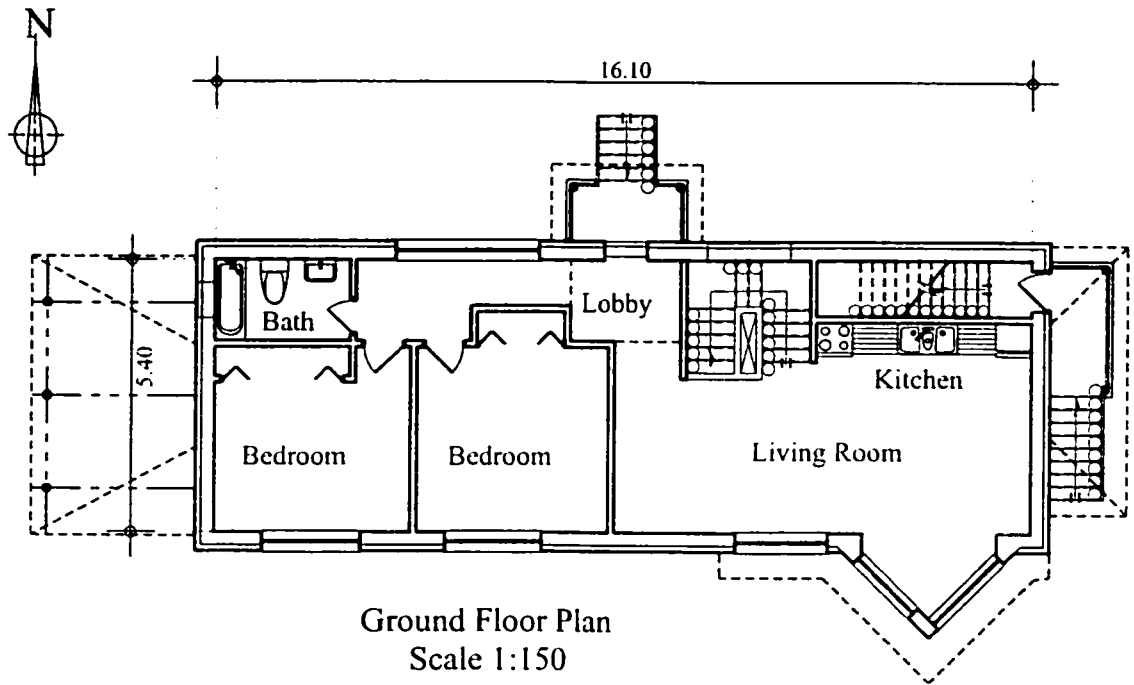 N
16.10
Lobby
Bath
5.40
Kitchen
Bedroom
Bedroom
Living Room
Ground Floor Plan
Scale 1:150